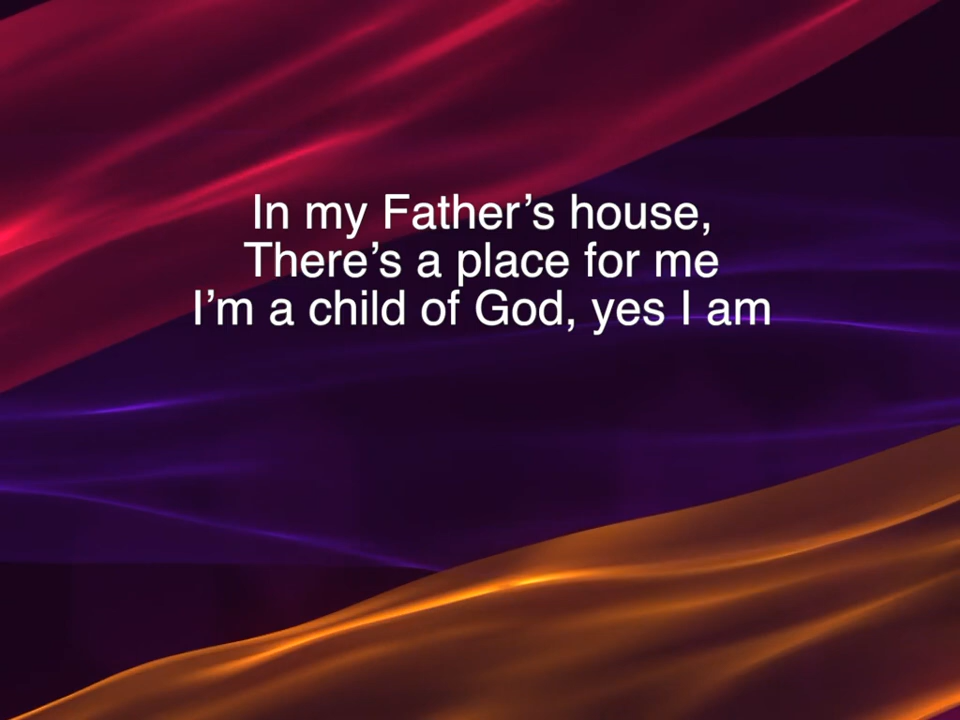 In my Father’s house,
There’s a place for me
I’m a child of God, yes I am